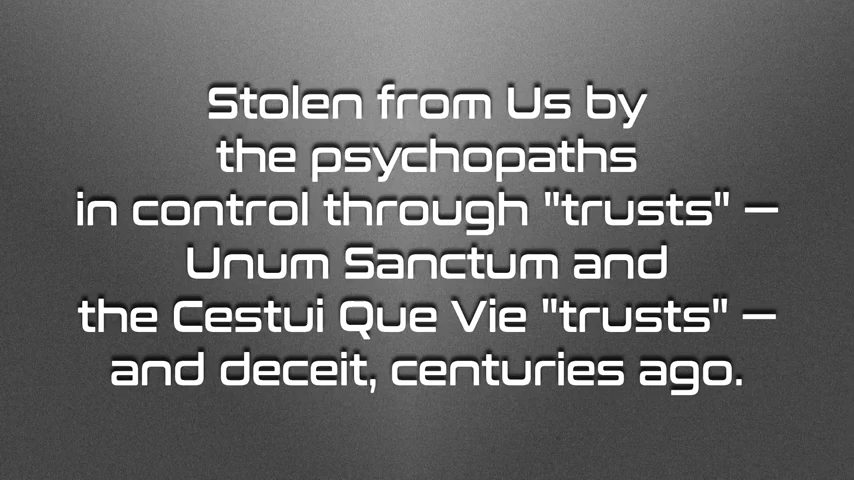 Stolen from Us by
the psychopaths
in control through "trusts" —
Unum Sanctum and
the Cestui Que Vie "trusts" —
and deceit, centuries ago.